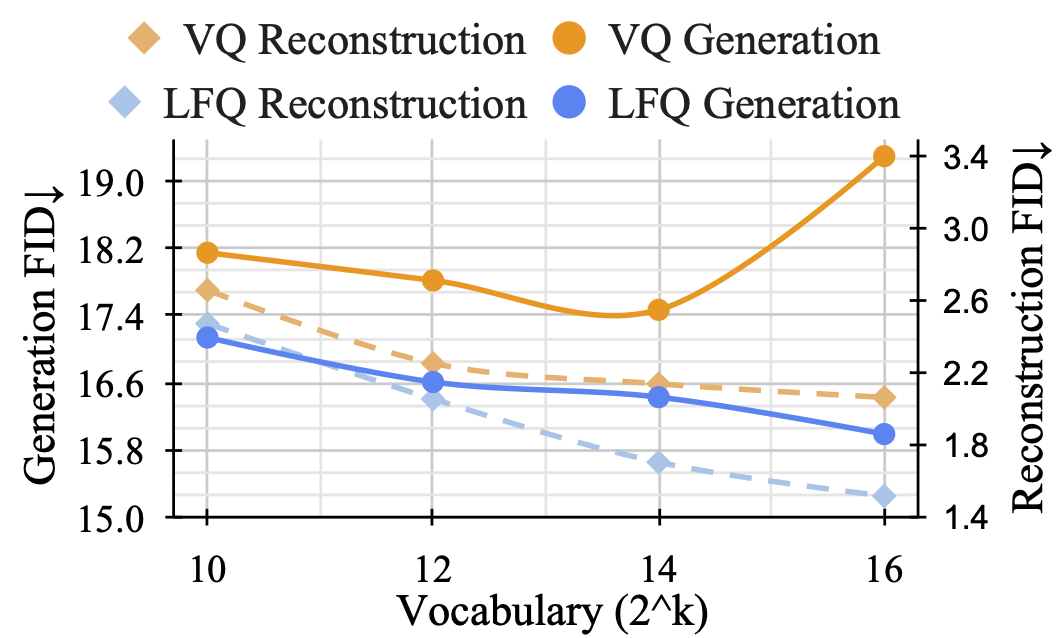 VQ Reconstruction VQ Generation
LFQ Reconstruction LFQ Generation
Generation FID↓
19.0
18.2
17.4
16.6
15.8
15.0
3.4
3.0
2.6
2.2
1.8
1.4
Reconstruction FID↓
10 12 14 16
Vocabulary (2^k)